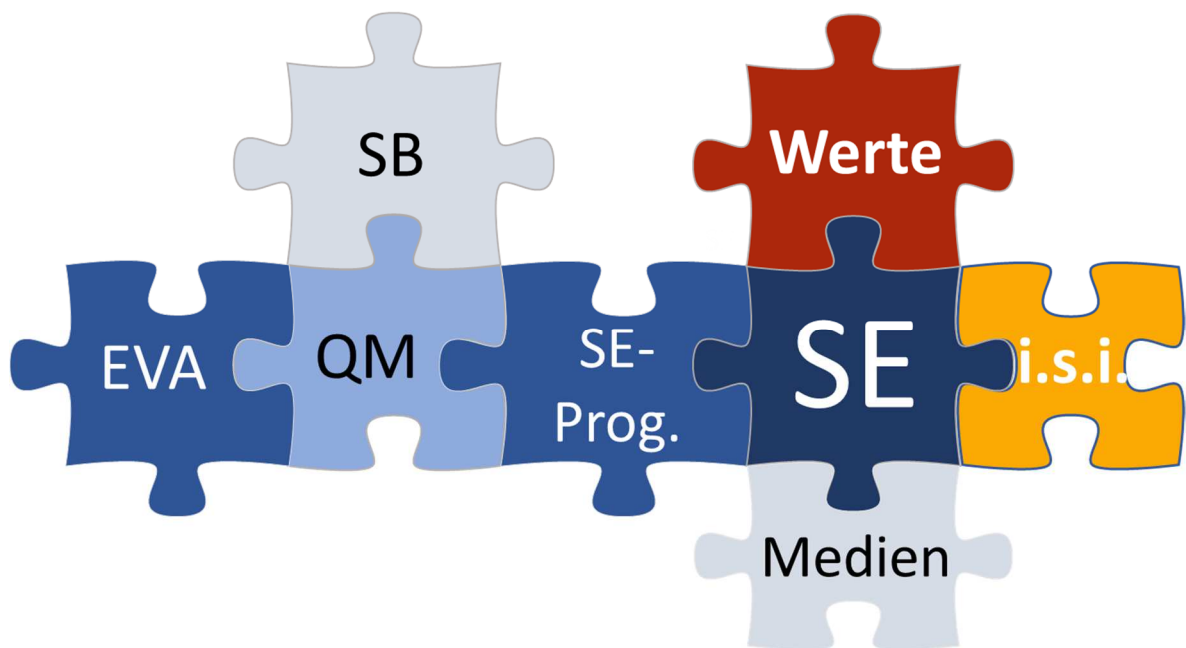 SB
Werte
EVA
QM
SE-
Prog.
SE
i.s.i.
Medien